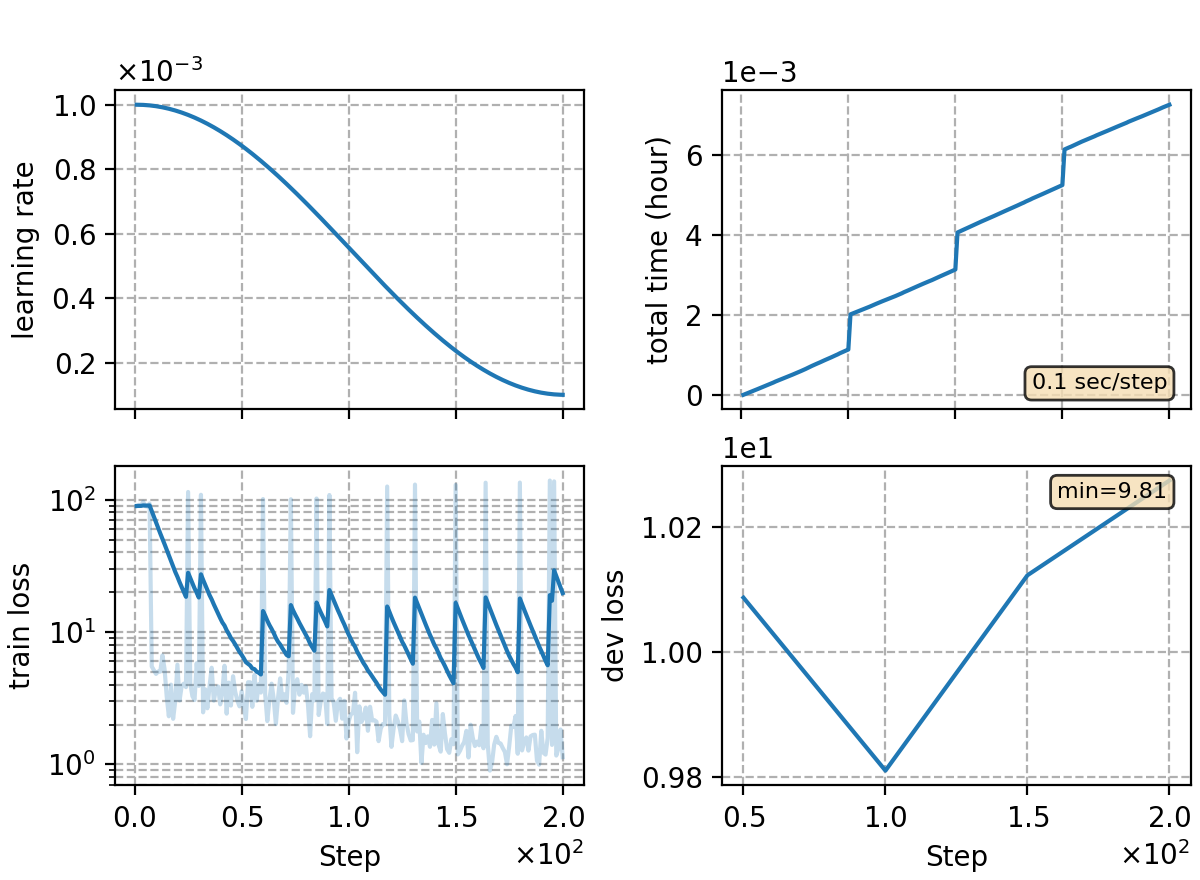 ×10⁻³
1.0
0.8
0.6
0.4
0.2
learning rate
1e−3
6
4
2
0
total time (hour)
0.1 sec/step
10²
10¹
10⁰
train loss
0.0 0.5 1.0 1.5 2.0
Step
×10²
1e1
1.02
1.00
0.98
dev loss
min=9.81
0.5 1.0 1.5 2.0
Step
×10²